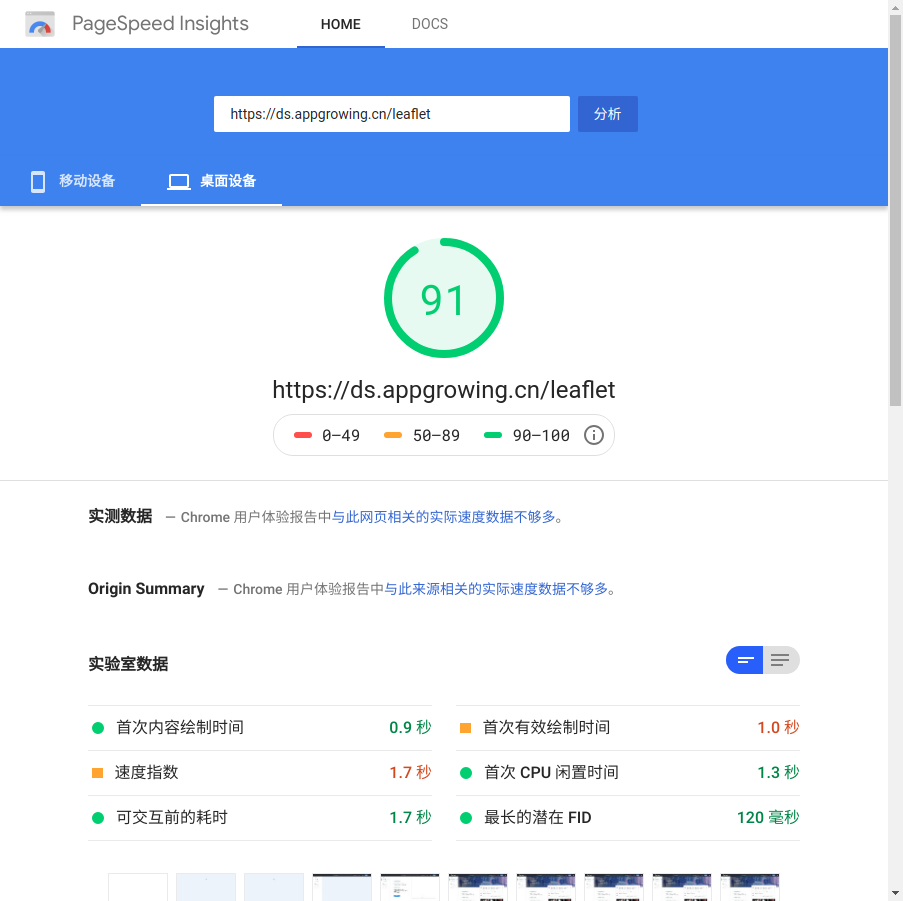 PageSpeed Insights HOME DOCS
https://ds.appgrowing.cn/leaflet 分析
移动设备 桌面设备
91
https://ds.appgrowing.cn/leaflet
0–49 50–89 90–100
实测数据 — Chrome 用户体验报告中与此网页相关的实际速度数据不够多。
Origin Summary — Chrome 用户体验报告中与此来源相关的实际速度数据不够多。
实验室数据
首次内容绘制时间 0.9 秒 首次有效绘制时间 1.0 秒
速度指数 1.7 秒 首次 CPU 闲置时间 1.3 秒
可交互前的耗时 1.7 秒 最长的潜在 FID 120 毫秒